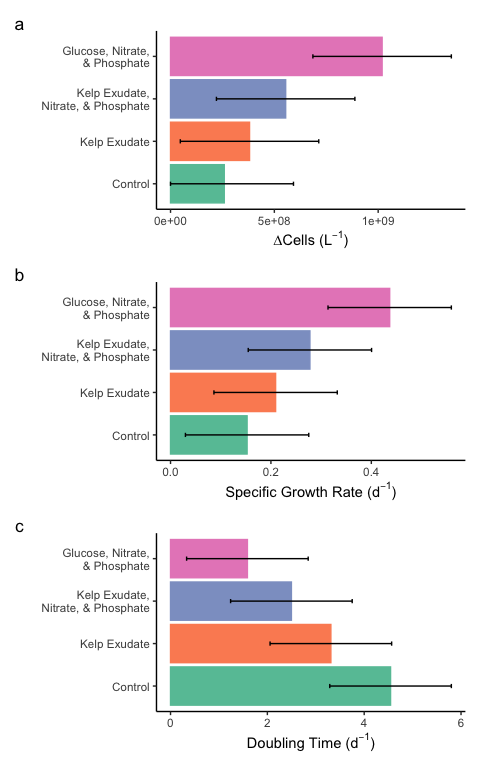 a
Glucose, Nitrate,
& Phosphate
Kelp Exudate,
Nitrate, & Phosphate
Kelp Exudate
Control
0e+00 5e+08 1e+09
ΔCells (L⁻¹)
b
Glucose, Nitrate,
& Phosphate
Kelp Exudate,
Nitrate, & Phosphate
Kelp Exudate
Control
0.0 0.2 0.4
Specific Growth Rate (d⁻¹)
c
Glucose, Nitrate,
& Phosphate
Kelp Exudate,
Nitrate, & Phosphate
Kelp Exudate
Control
0 2 4 6
Doubling Time (d⁻¹)